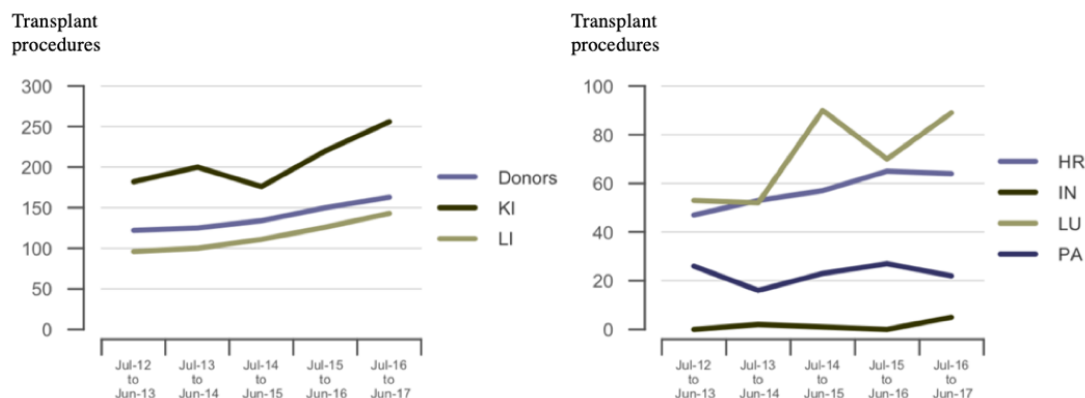 Transplant
procedures
300
250
200
150
100
50
0
Jul-12
to
Jun-13
Jul-13
to
Jun-14
Jul-14
to
Jun-15
Jul-15
to
Jun-16
Jul-16
to
Jun-17
Donors
KI
LI
Transplant
procedures
100
80
60
40
20
0
Jul-12
to
Jun-13
Jul-13
to
Jun-14
Jul-14
to
Jun-15
Jul-15
to
Jun-16
Jul-16
to
Jun-17
HR
IN
LU
PA